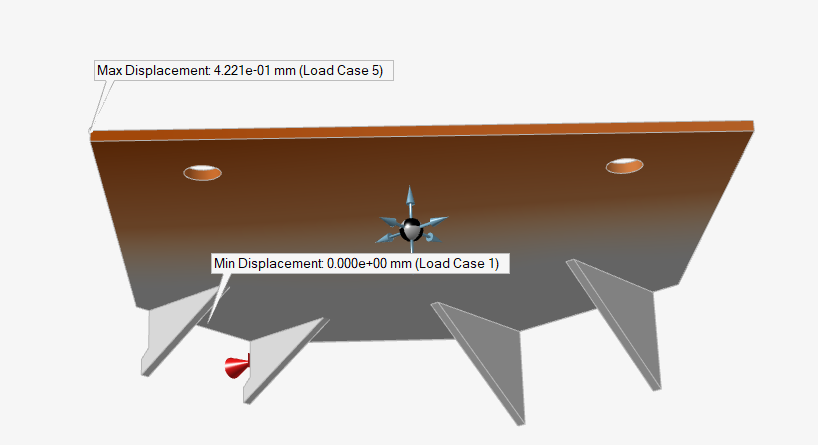 Max Displacement: 4.221e-01 mm (Load Case 5)
Min Displacement: 0.000e+00 mm (Load Case 1)